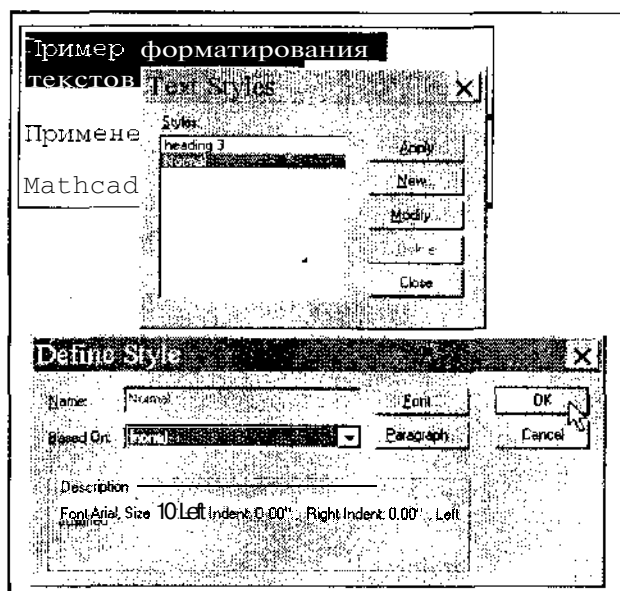 Пример форматирования
текстов
Примене
Mathcad
Text Styles
Styles
heading 3
Normal
Apply
New...
Modify...
Delete
Close
Define Style
Name: Normal Font... OK
Based On: (none) Paragraph Cancel
Description
Font: Arial, Size 10: Left Indent: 0.00", Right Indent: 0.00", Left